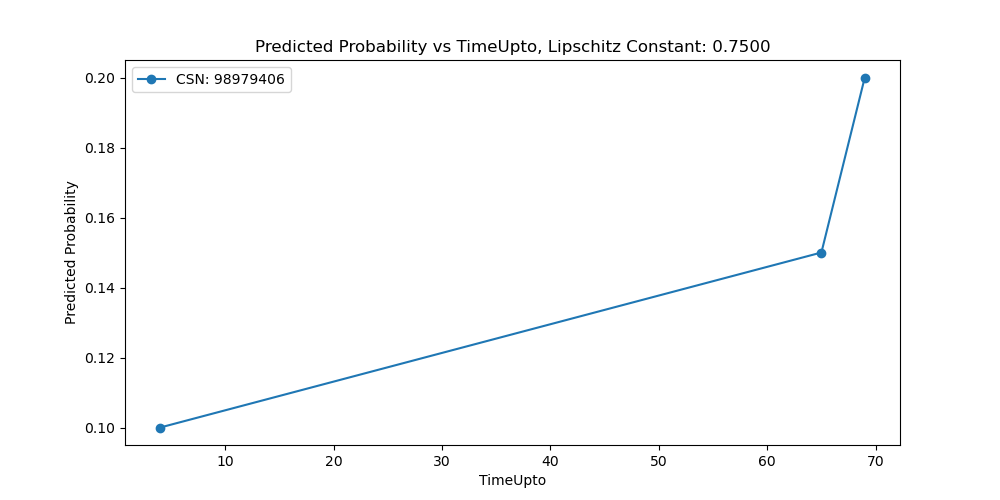 Predicted Probability vs TimeUpto, Lipschitz Constant: 0.7500
CSN: 98979406
Predicted Probability
0.20
0.18
0.16
0.14
0.12
0.10
10 20 30 40 50 60 70
TimeUpto